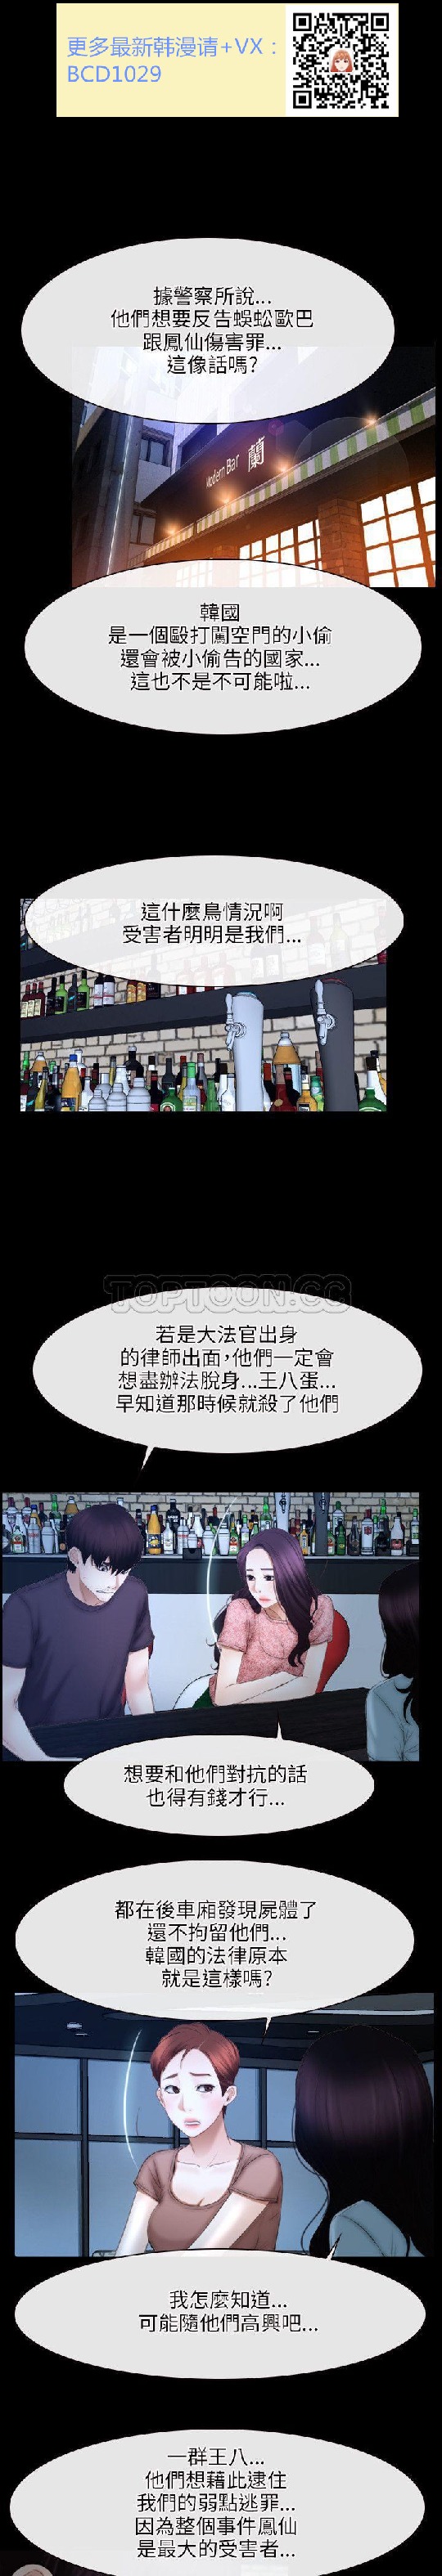 更多最新韩漫请+VX：
BCD1029
據警察所說...
他們想要反告蜈蚣歐巴
跟鳳仙傷害罪...
這像話嗎?
Modern Bar 蘭
韓國
是一個毆打闖空門的小偷
還會被小偷告的國家...
這也不是不可能啦...
這什麼鳥情況啊
受害者明明是我們...
TOPTOON.CC
若是大法官出身
的律師出面,他們一定會
想盡辦法脫身...王八蛋...
早知道那時候就殺了他們
想要和他們對抗的話
也得有錢才行...
都在後車廂發現屍體了
還不拘留他們...
韓國的法律原本
就是這樣嗎?
我怎麼知道...
可能隨他們高興吧...
一群王八...
他們想藉此逮住
我們的弱點逃罪...
因為整個事件鳳仙
是最大的受害者...